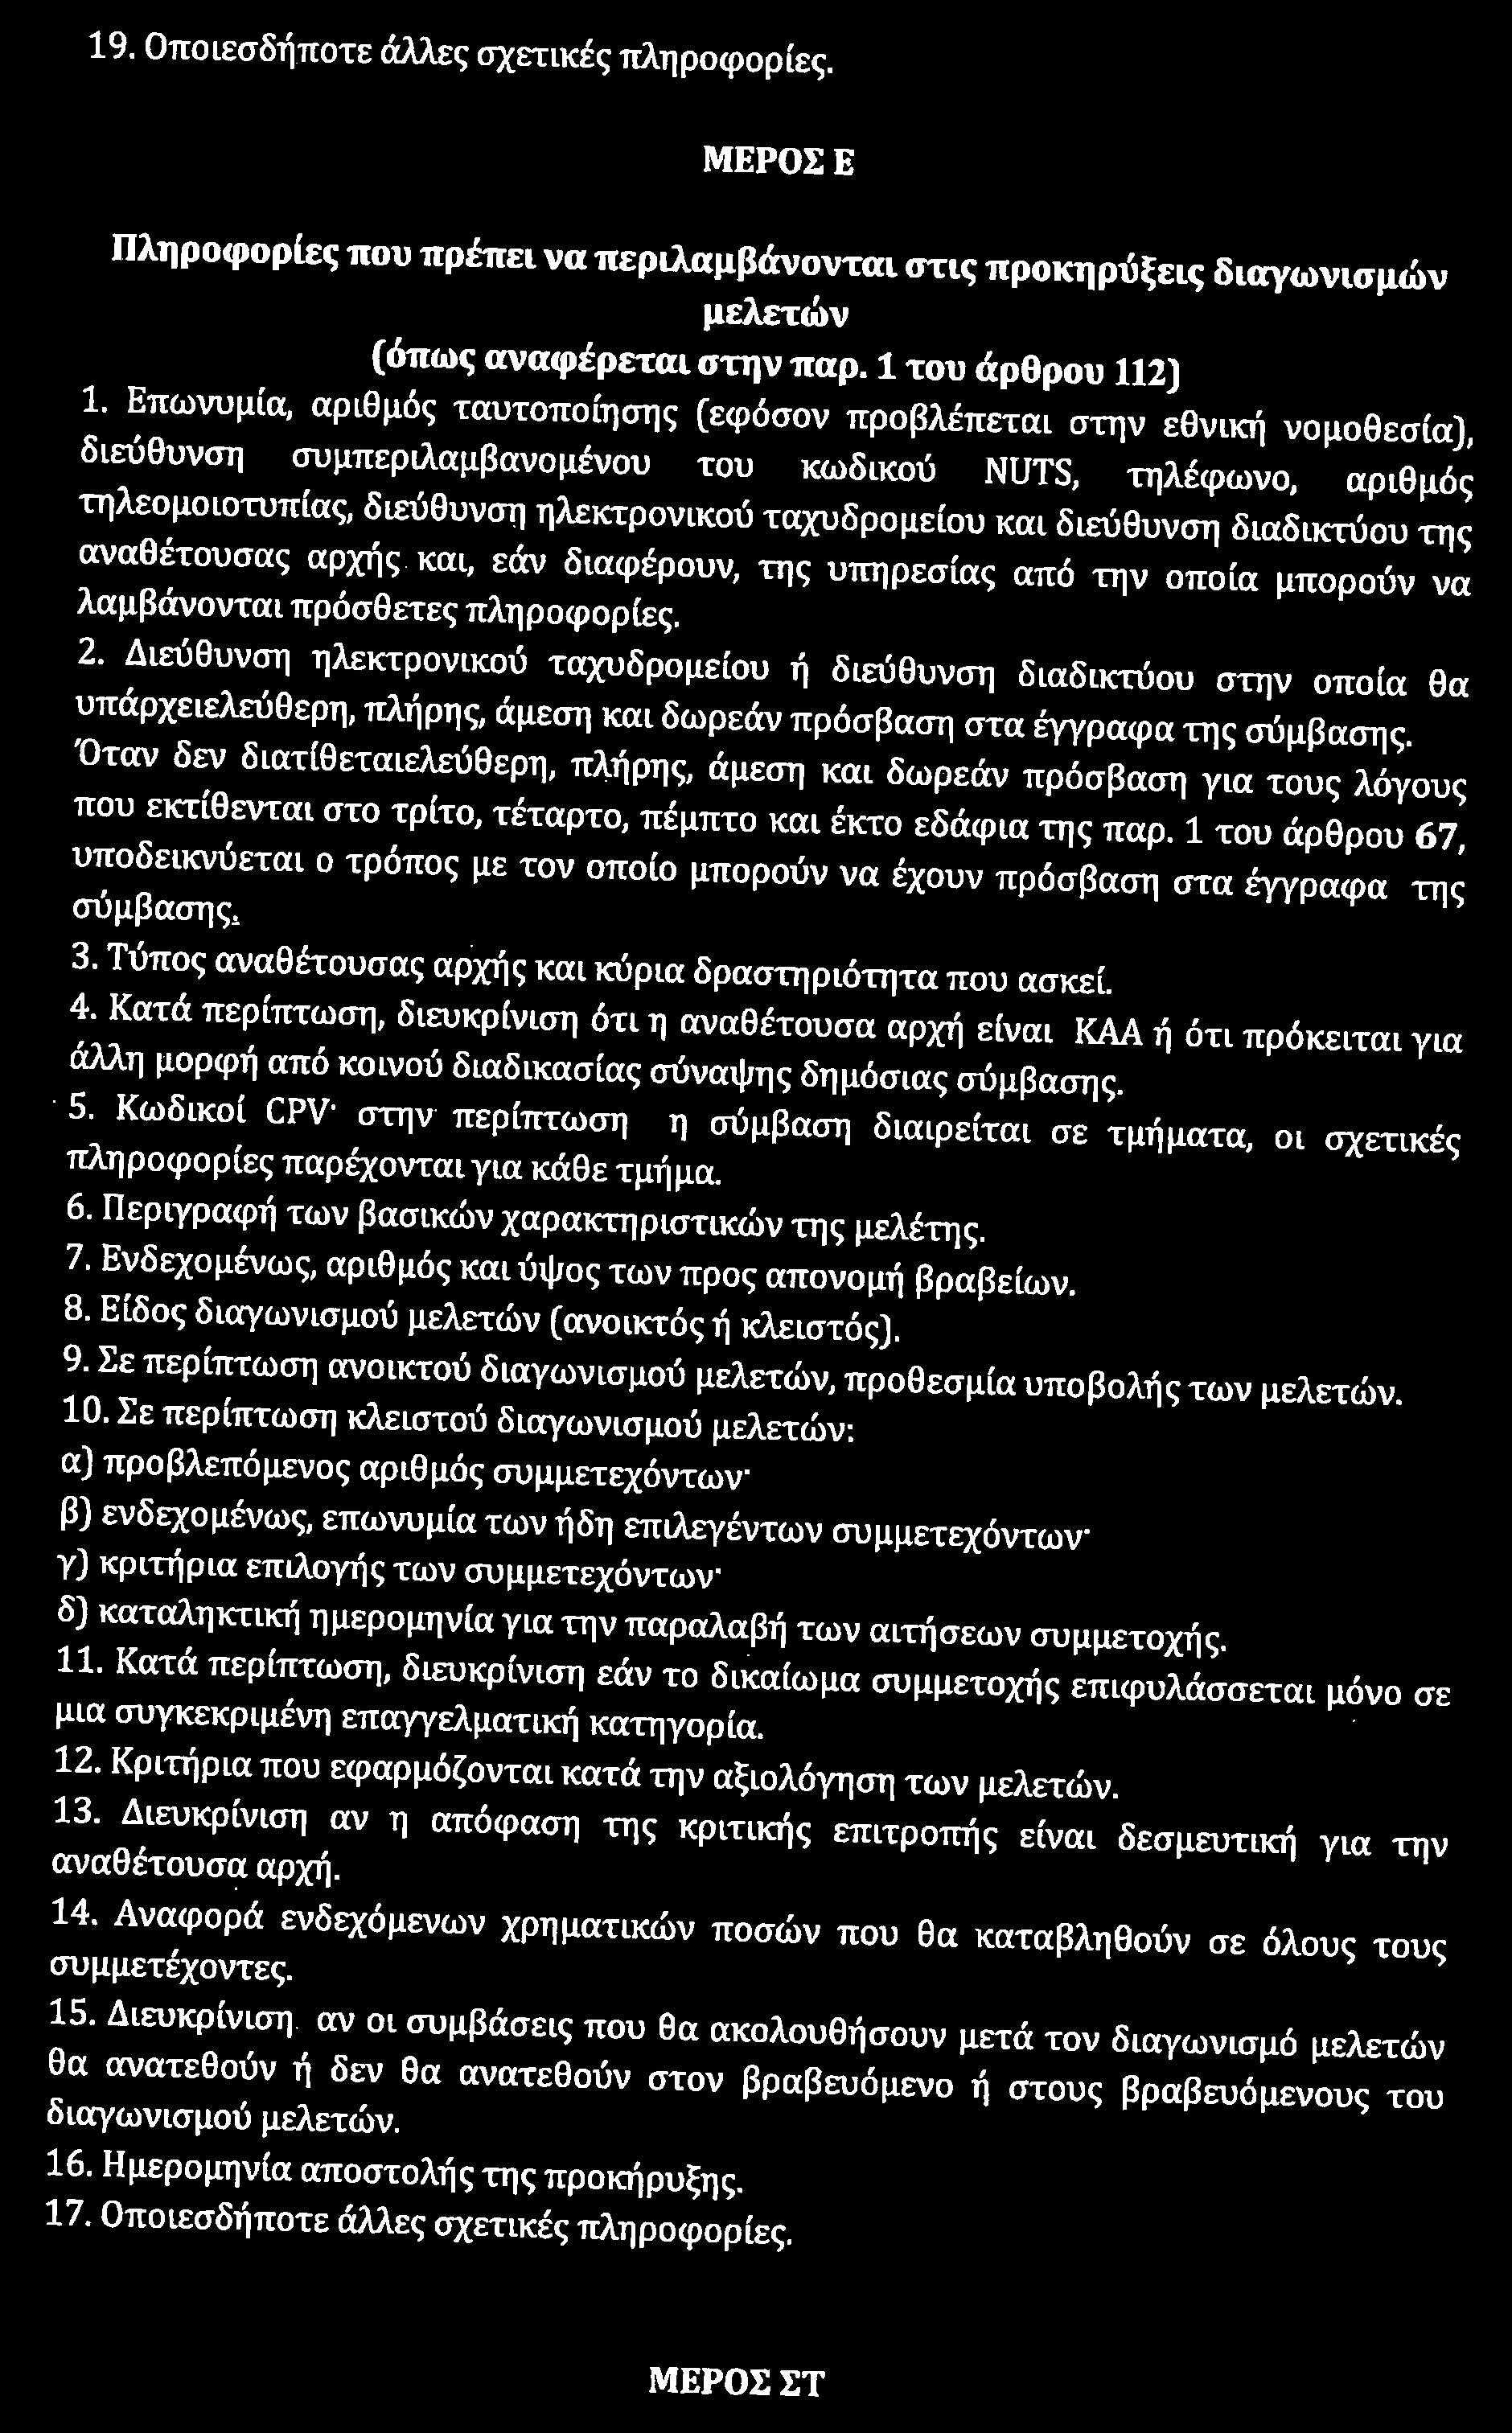 19. Οποιεσδήποτε άλλες σχετικές πληροφορίες.
ΜΕΡΟΣ Ε
Πληροφορίες που πρέπει να περιλαμβάνονται στις προκηρύξεις διαγωνισμών
μελετών
(όπως αναφέρεται στην παρ. 1 του άρθρου 112)
1. Επωνυμία, αριθμός ταυτοποίησης (εφόσον προβλέπεται στην εθνική νομοθεσία),
διεύθυνση συμπεριλαμβανομένου του κωδικού NUTS, τηλέφωνο, αριθμός
τηλεομοιοτυπίας, διεύθυνση ηλεκτρονικού ταχυδρομείου και διεύθυνση διαδικτύου της
αναθέτουσας αρχής και, εάν διαφέρουν, της υπηρεσίας από την οποία μπορούν να
λαμβάνονται πρόσθετες πληροφορίες.
2. Διεύθυνση ηλεκτρονικού ταχυδρομείου ή διεύθυνση διαδικτύου στην οποία θα
υπάρχειελεύθερη, πλήρης, άμεση και δωρεάν πρόσβαση στα έγγραφα της σύμβασης.
Όταν δεν διατίθεταιελεύθερη, πλήρης, άμεση και δωρεάν πρόσβαση για τους λόγους
που εκτίθενται στο τρίτο, τέταρτο, πέμπτο και έκτο εδάφια της παρ. 1 του άρθρου 67,
υποδεικνύεται ο τρόπος με τον οποίο μπορούν να έχουν πρόσβαση στα έγγραφα της
σύμβασης.
3. Τύπος αναθέτουσας αρχής και κύρια δραστηριότητα που ασκεί.
4. Κατά περίπτωση, διευκρίνιση ότι η αναθέτουσα αρχή είναι ΚΑΑ ή ότι πρόκειται για
άλλη μορφή από κοινού διαδικασίας σύναψης δημόσιας σύμβασης.
5. Κωδικοί CPV· στην περίπτωση η σύμβαση διαιρείται σε τμήματα, οι σχετικές
πληροφορίες παρέχονται για κάθε τμήμα.
6. Περιγραφή των βασικών χαρακτηριστικών της μελέτης.
7. Ενδεχομένως, αριθμός και ύψος των προς απονομή βραβείων.
8. Είδος διαγωνισμού μελετών (ανοικτός ή κλειστός).
9. Σε περίπτωση ανοικτού διαγωνισμού μελετών, προθεσμία υποβολής των μελετών.
10. Σε περίπτωση κλειστού διαγωνισμού μελετών:
α) προβλεπόμενος αριθμός συμμετεχόντων·
β) ενδεχομένως, επωνυμία των ήδη επιλεγέντων συμμετεχόντων·
γ) κριτήρια επιλογής των συμμετεχόντων·
δ) καταληκτική ημερομηνία για την παραλαβή των αιτήσεων συμμετοχής.
11. Κατά περίπτωση, διευκρίνιση εάν το δικαίωμα συμμετοχής επιφυλάσσεται μόνο σε
μια συγκεκριμένη επαγγελματική κατηγορία.
12. Κριτήρια που εφαρμόζονται κατά την αξιολόγηση των μελετών.
13. Διευκρίνιση αν η απόφαση της κριτικής επιτροπής είναι δεσμευτική για την
αναθέτουσα αρχή.
14. Αναφορά ενδεχόμενων χρηματικών ποσών που θα καταβληθούν σε όλους τους
συμμετέχοντες.
15. Διευκρίνιση αν οι συμβάσεις που θα ακολουθήσουν μετά τον διαγωνισμό μελετών
θα ανατεθούν ή δεν θα ανατεθούν στον βραβευόμενο ή στους βραβευόμενους του
διαγωνισμού μελετών.
16. Ημερομηνία αποστολής της προκήρυξης.
17. Οποιεσδήποτε άλλες σχετικές πληροφορίες.
ΜΕΡΟΣ ΣΤ